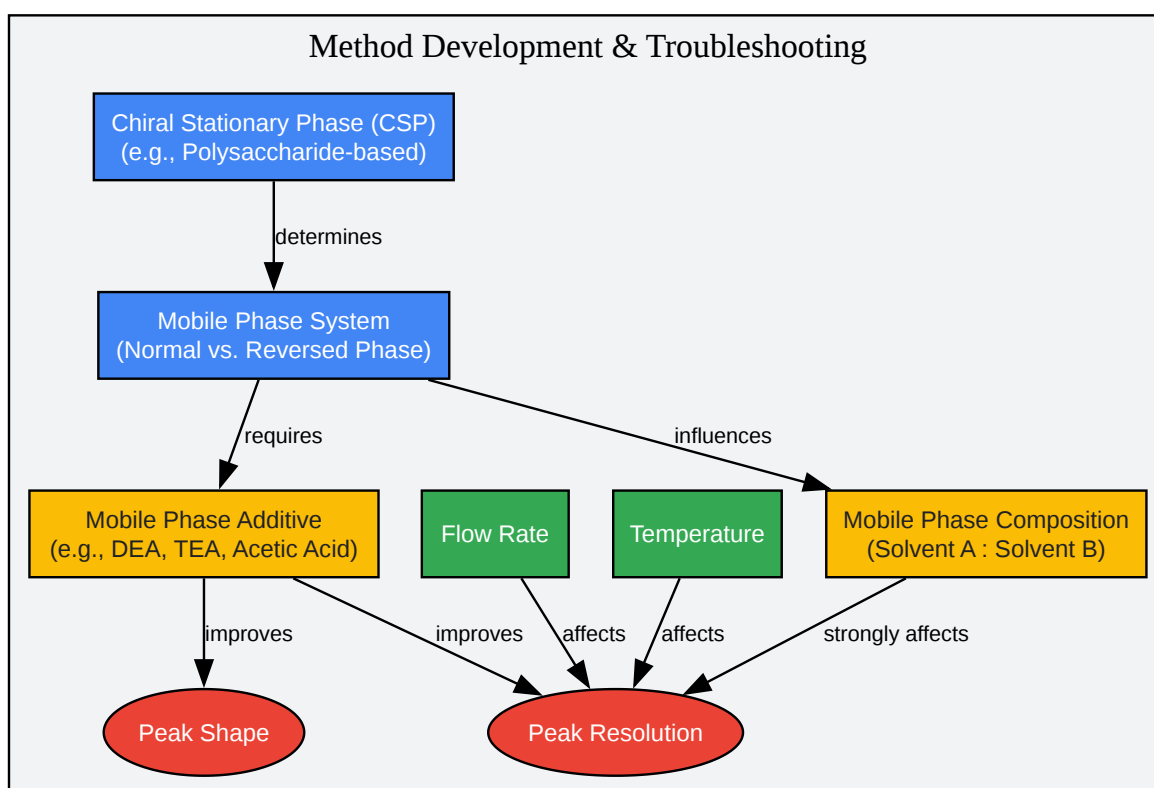 Method Development & Troubleshooting
Chiral Stationary Phase (CSP)
(e.g., Polysaccharide-based)
determines
Mobile Phase System
(Normal vs. Reversed Phase)
requires
influences
Mobile Phase Additive
(e.g., DEA, TEA, Acetic Acid)
Flow Rate
Temperature
Mobile Phase Composition
(Solvent A : Solvent B)
improves
improves
affects
affects
strongly affects
Peak Shape
Peak Resolution